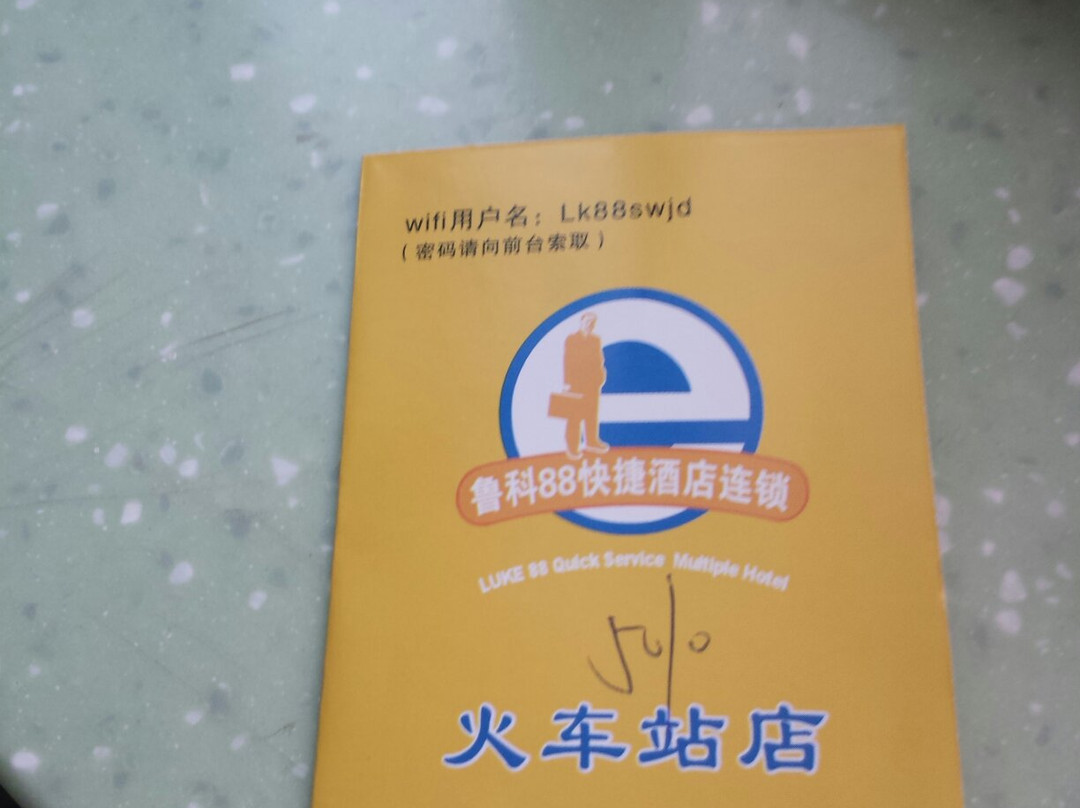 wifi用户名：Lk88swjd
（密码请向前台索取）
鲁科88快捷酒店连锁
LUKE 88 Quick Service Multiple Hotel
火车站店